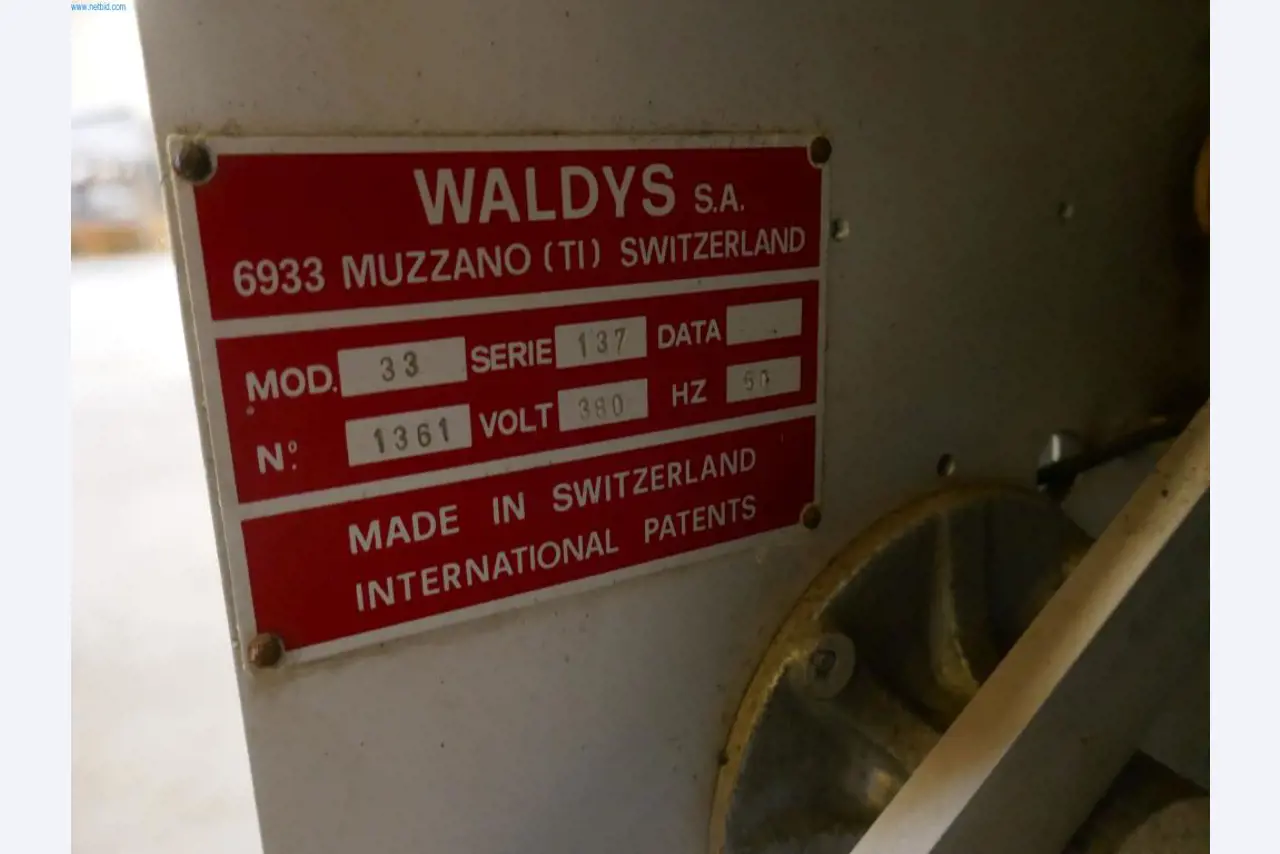 www.netbid.com
WALDYS S.A.
6933 MUZZANO (TI) SWITZERLAND
MOD. 33 SERIE 137 DATA
Nº. 1361 VOLT 380 HZ
MADE IN SWITZERLAND
INTERNATIONAL PATENTS